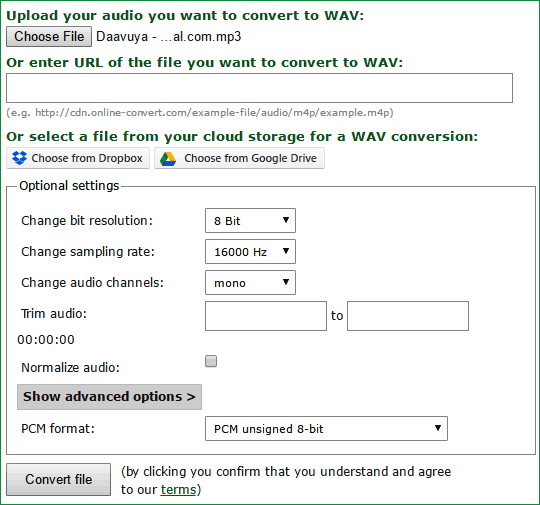 Upload your audio you want to convert to WAV:
Choose File Daavuya - ...al.com.mp3
Or enter URL of the file you want to convert to WAV:
(e.g. http://cdn.online-convert.com/example-file/audio/m4p/example.m4p)
Or select a file from your cloud storage for a WAV conversion:
Choose from Dropbox Choose from Google Drive
Optional settings
Change bit resolution: 8 Bit
Change sampling rate: 16000 Hz
Change audio channels: mono
Trim audio: to
00:00:00
Normalize audio:
Show advanced options >
PCM format: PCM unsigned 8-bit
Convert file (by clicking you confirm that you understand and agree
to our terms)